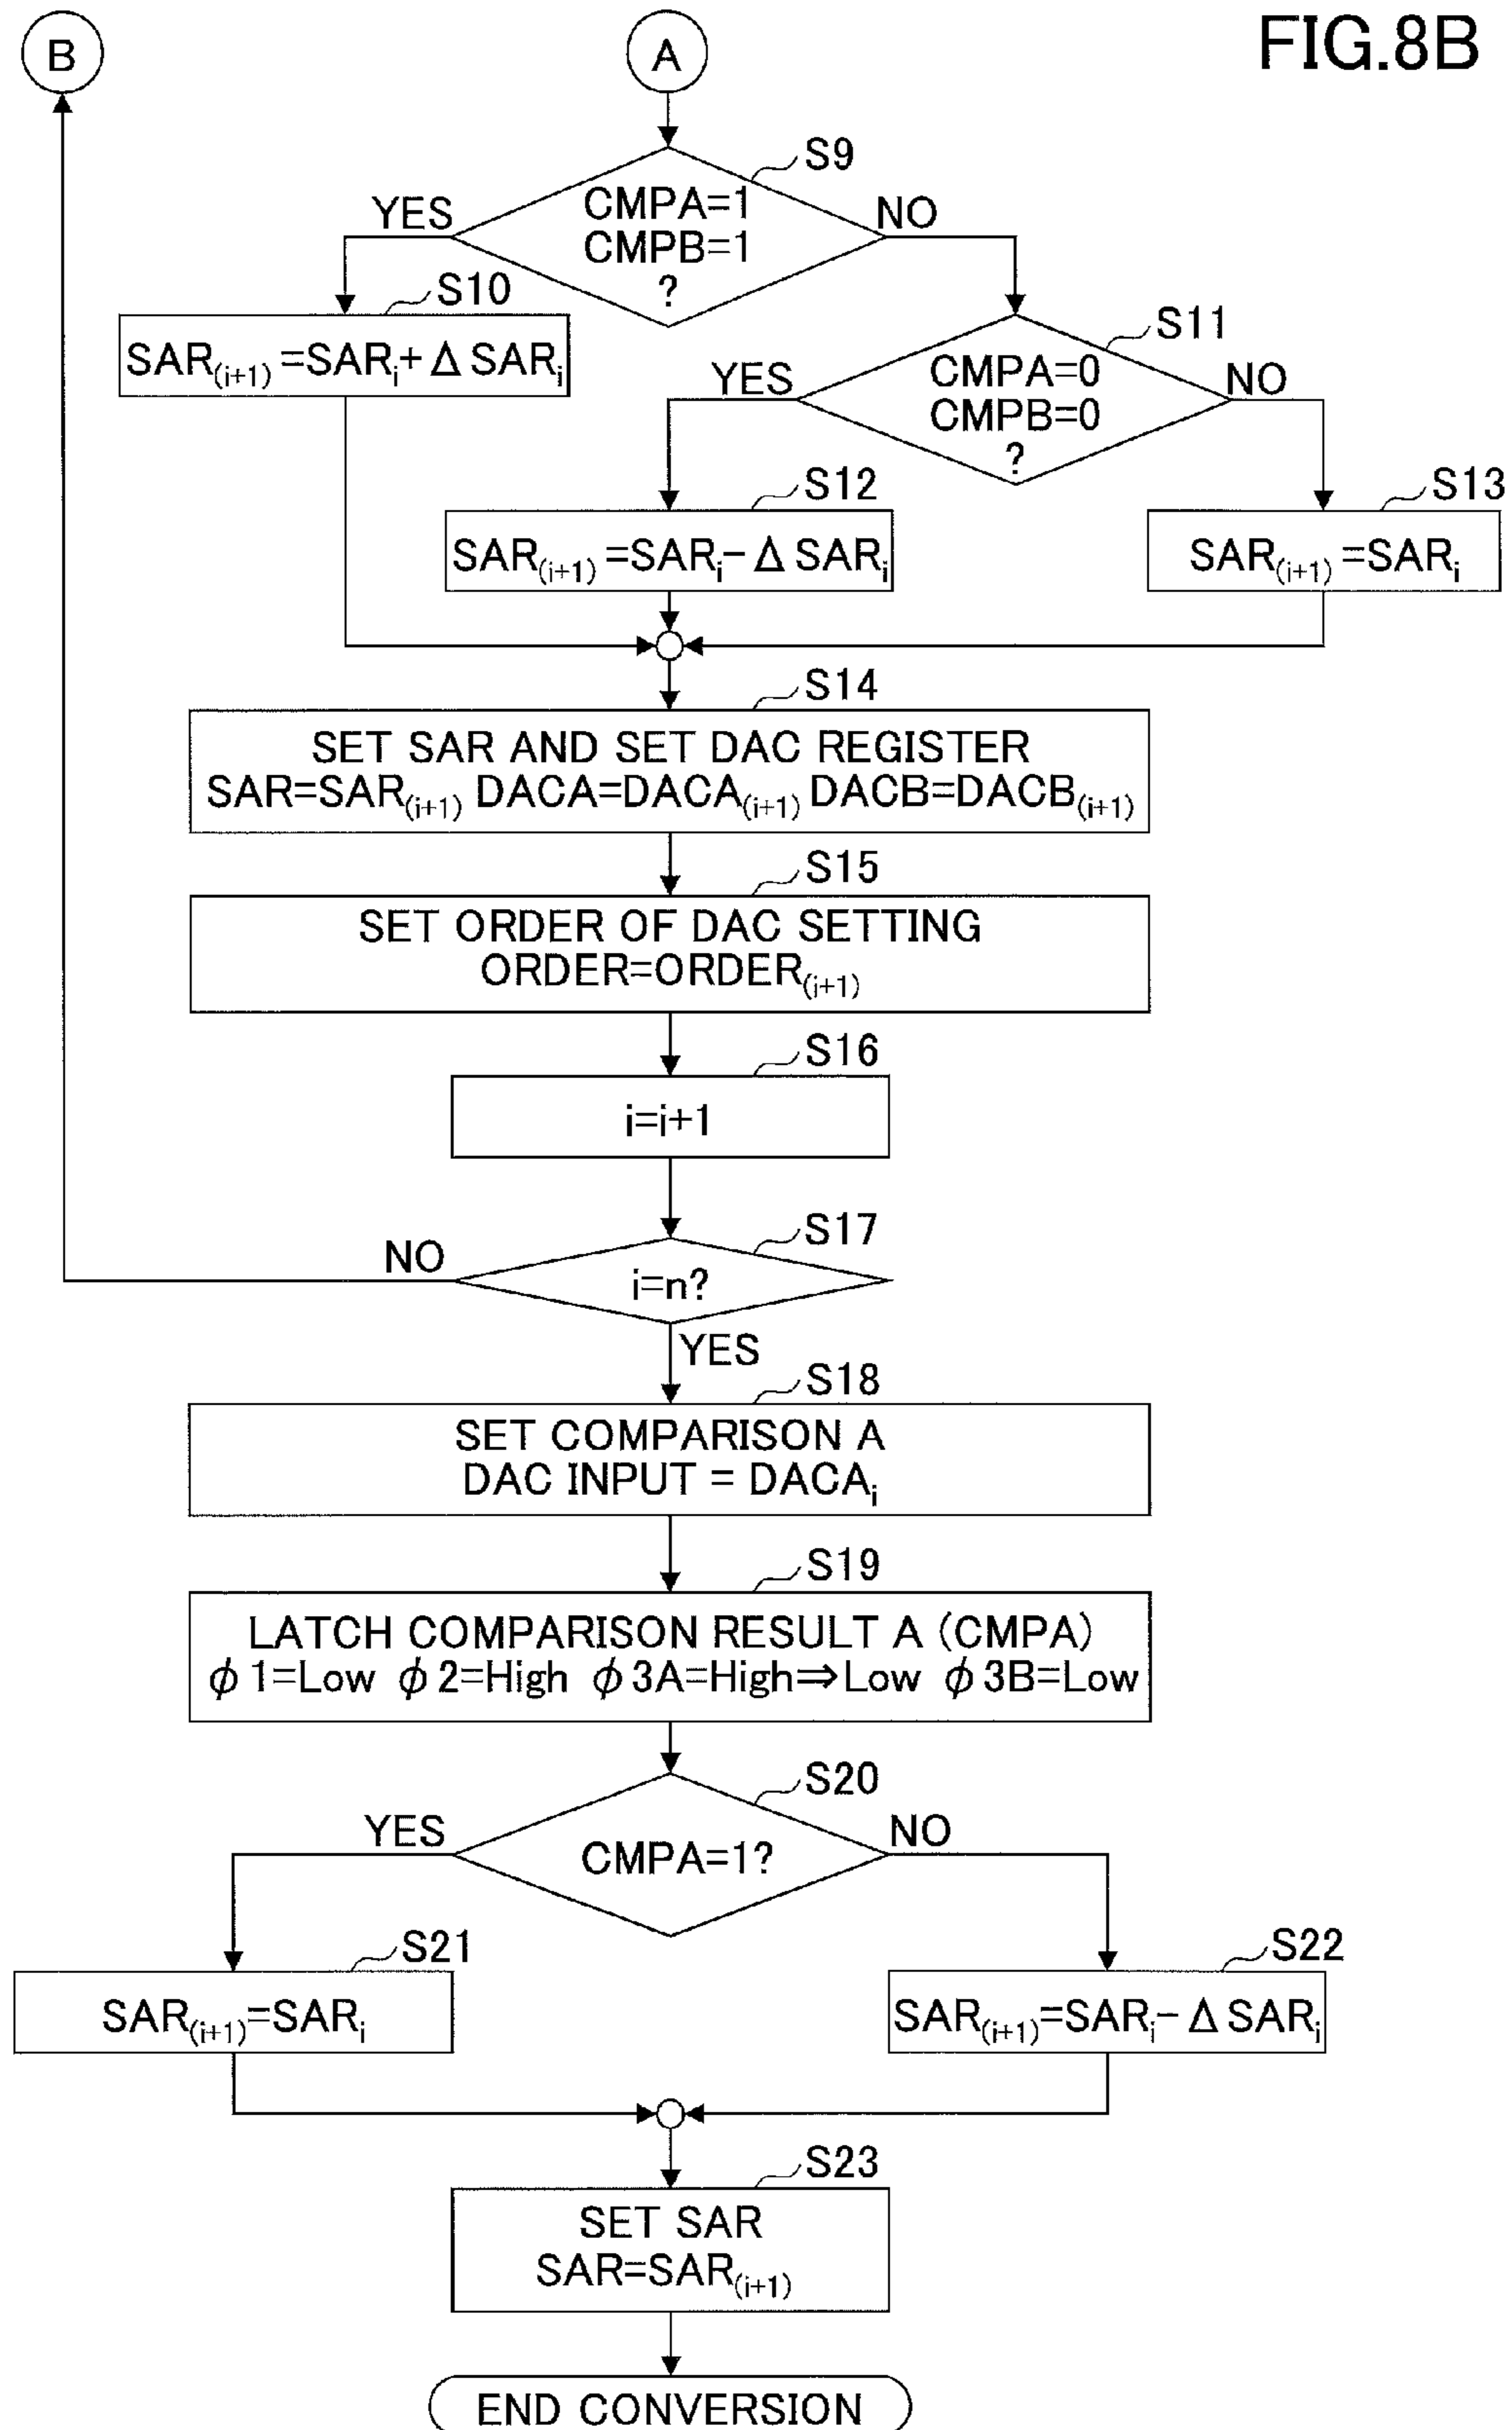 FIG.8B
B
A
S9
CMPA=1
CMPB=1
?
YES
NO
S10
SAR(i+1)=SARi+Δ SARi
S11
CMPA=0
CMPB=0
?
YES
NO
S12
SAR(i+1)=SARi-Δ SARi
S13
SAR(i+1)=SARi
S14
SET SAR AND SET DAC REGISTER
SAR=SAR(i+1) DACA=DACA(i+1) DACB=DACB(i+1)
S15
SET ORDER OF DAC SETTING
ORDER=ORDER(i+1)
S16
i=i+1
S17
i=n?
NO
YES
S18
SET COMPARISON A
DAC INPUT = DACAi
S19
LATCH COMPARISON RESULT A (CMPA)
ϕ1=Low ϕ2=High ϕ3A=High⇒Low ϕ3B=Low
S20
CMPA=1?
YES
NO
S21
SAR(i+1)=SARi
S22
SAR(i+1)=SARi-Δ SARi
S23
SET SAR
SAR=SAR(i+1)
END CONVERSION